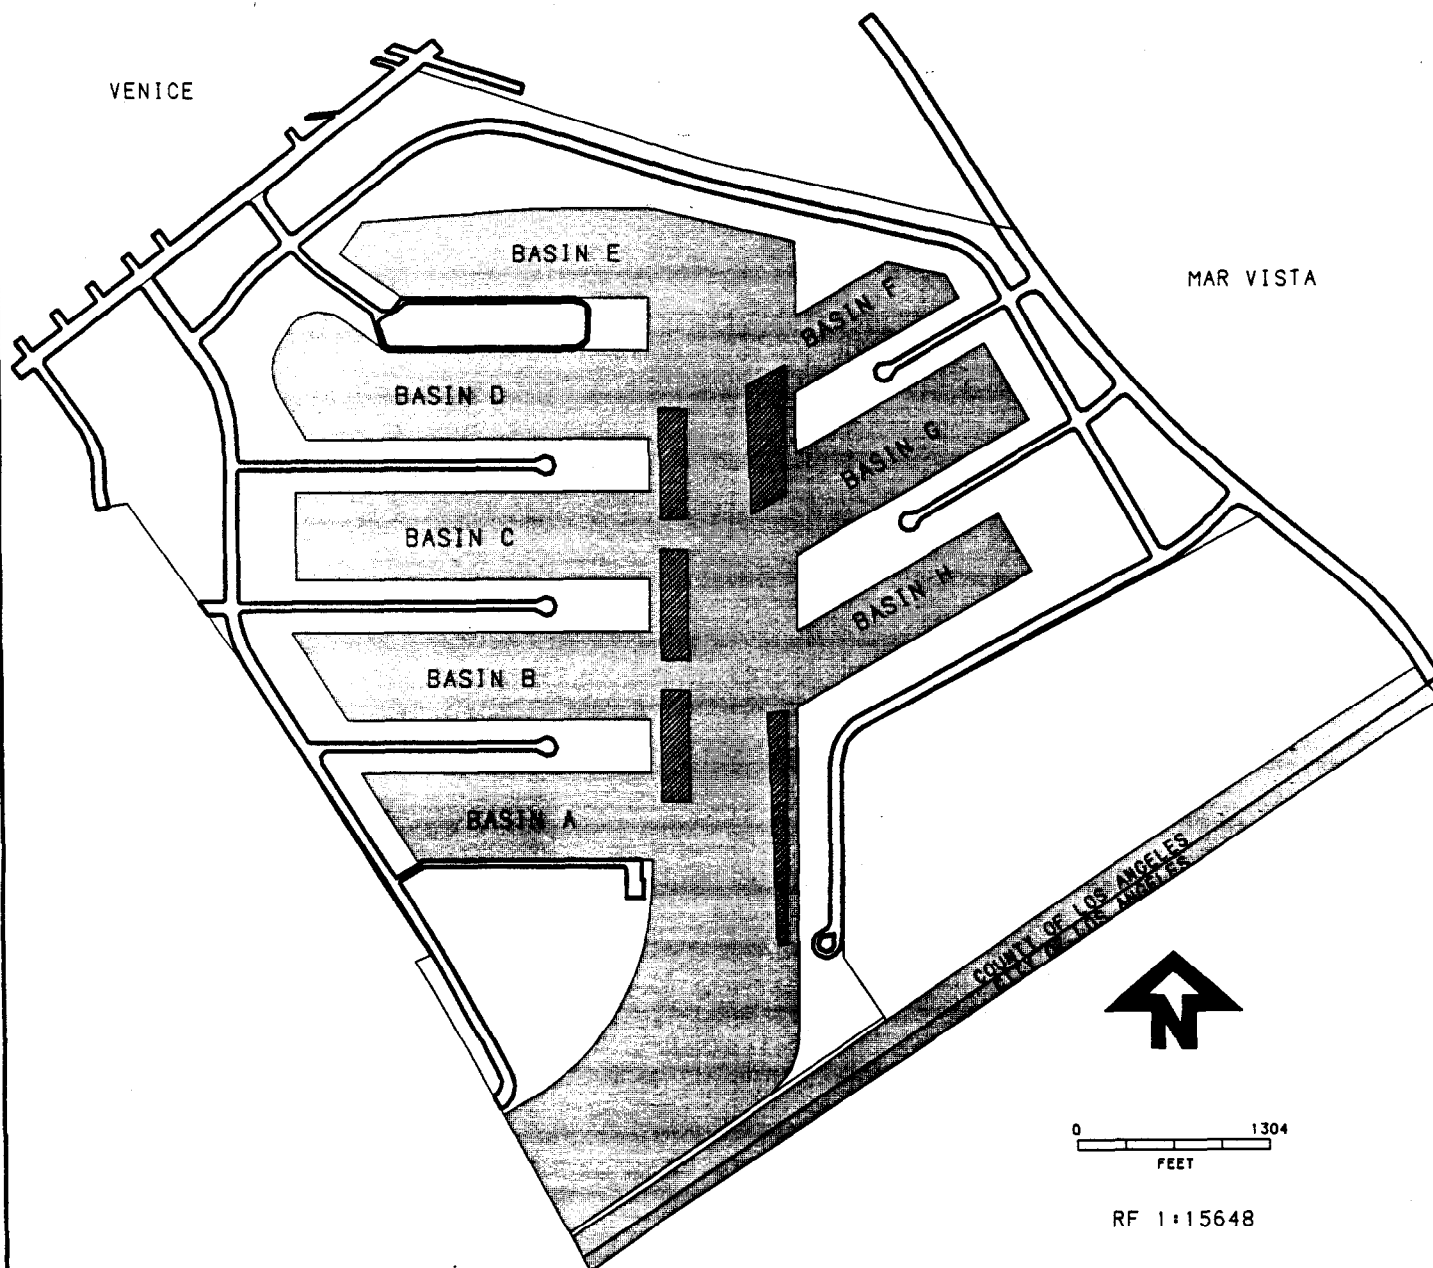 VENICE
BASIN E
MAR VISTA
BASIN F
BASIN D
BASIN G
BASIN C
BASIN H
BASIN B
BASIN A
COUNTY OF LOS ANGELES
CITY OF LOS ANGELES
N
0 1304
FEET
RF 1:15648